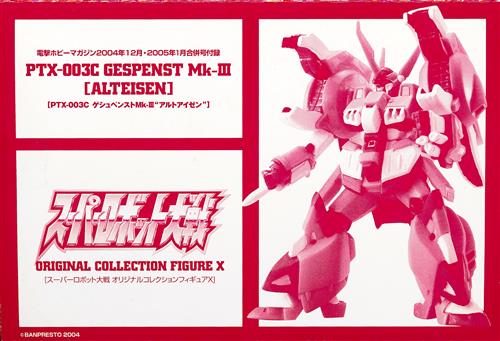 電撃ホビーマガジン2004年12月・2005年1月合併号付録
PTX-003C GESPENST Mk-III
[ALTEISEN]
[PTX-003C ゲシュペンストMk-III"アルトアイゼン"]
スーパーロボット大戦
ORIGINAL COLLECTION FIGURE X
[スーパーロボット大戦 オリジナルコレクションフィギュアX]
©BANPRESTO 2004